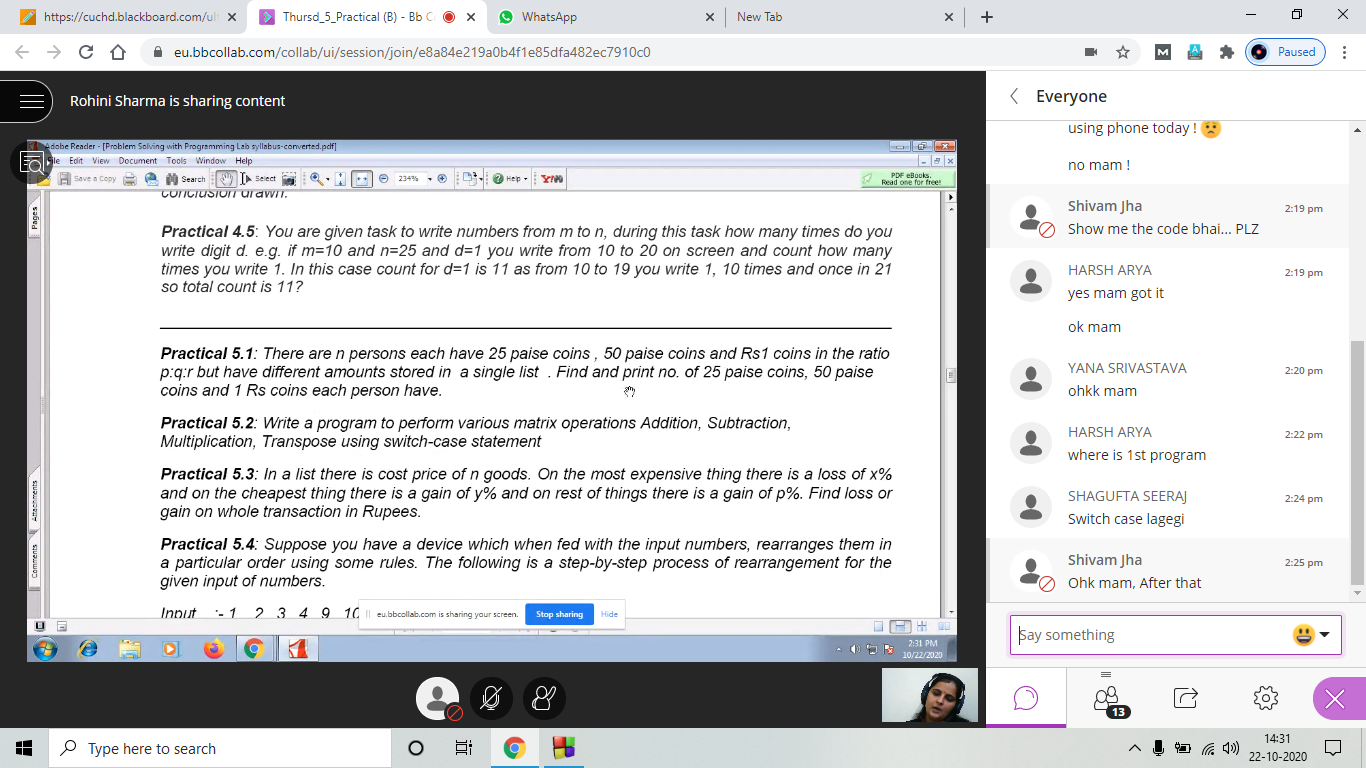 https://cuchd.blackboard.com/ul
Thursd_5_Practical (B) - Bb C
WhatsApp
New Tab
eu.bbcollab.com/collab/ui/session/join/e8a84e219a0b4f1e85dfa482ec7910c0
Paused
Rohini Sharma is sharing content
Adobe Reader - [Problem Solving with Programming Lab syllabus-converted.pdf]
Edit View Document Tools Window Help
Save a Copy Search Select 234% Help Y!
PDF eBooks.
Read one for free!
Pages
Attachments
Comments
conclusion drawn.
Practical 4.5: You are given task to write numbers from m to n, during this task how many times do you
write digit d. e.g. if m=10 and n=25 and d=1 you write from 10 to 20 on screen and count how many
times you write 1. In this case count for d=1 is 11 as from 10 to 19 you write 1, 10 times and once in 21
so total count is 11?
Practical 5.1: There are n persons each have 25 paise coins , 50 paise coins and Rs1 coins in the ratio
p:q:r but have different amounts stored in a single list . Find and print no. of 25 paise coins, 50 paise
coins and 1 Rs coins each person have.
Practical 5.2: Write a program to perform various matrix operations Addition, Subtraction,
Multiplication, Transpose using switch-case statement
Practical 5.3: In a list there is cost price of n goods. On the most expensive thing there is a loss of x%
and on the cheapest thing there is a gain of y% and on rest of things there is a gain of p%. Find loss or
gain on whole transaction in Rupees.
Practical 5.4: Suppose you have a device which when fed with the input numbers, rearranges them in
a particular order using some rules. The following is a step-by-step process of rearrangement for the
given input of numbers.
Input :- 1 2 3 4 9 10
eu.bbcollab.com is sharing your screen. Stop sharing Hide
2:31 PM
10/22/2020
Everyone
using phone today !
no mam !
Shivam Jha 2:19 pm
Show me the code bhai... PLZ
HARSH ARYA 2:19 pm
yes mam got it
ok mam
YANA SRIVASTAVA 2:20 pm
ohkk mam
HARSH ARYA 2:22 pm
where is 1st program
SHAGUFTA SEERAJ 2:24 pm
Switch case lagegi
Shivam Jha 2:25 pm
Ohk mam, After that
Say something
13
Type here to search
14:31
22-10-2020